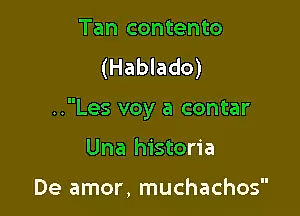 Tan contento
(Hablado)
.."Les voy a contar
Una historia
De amor, muchachos"